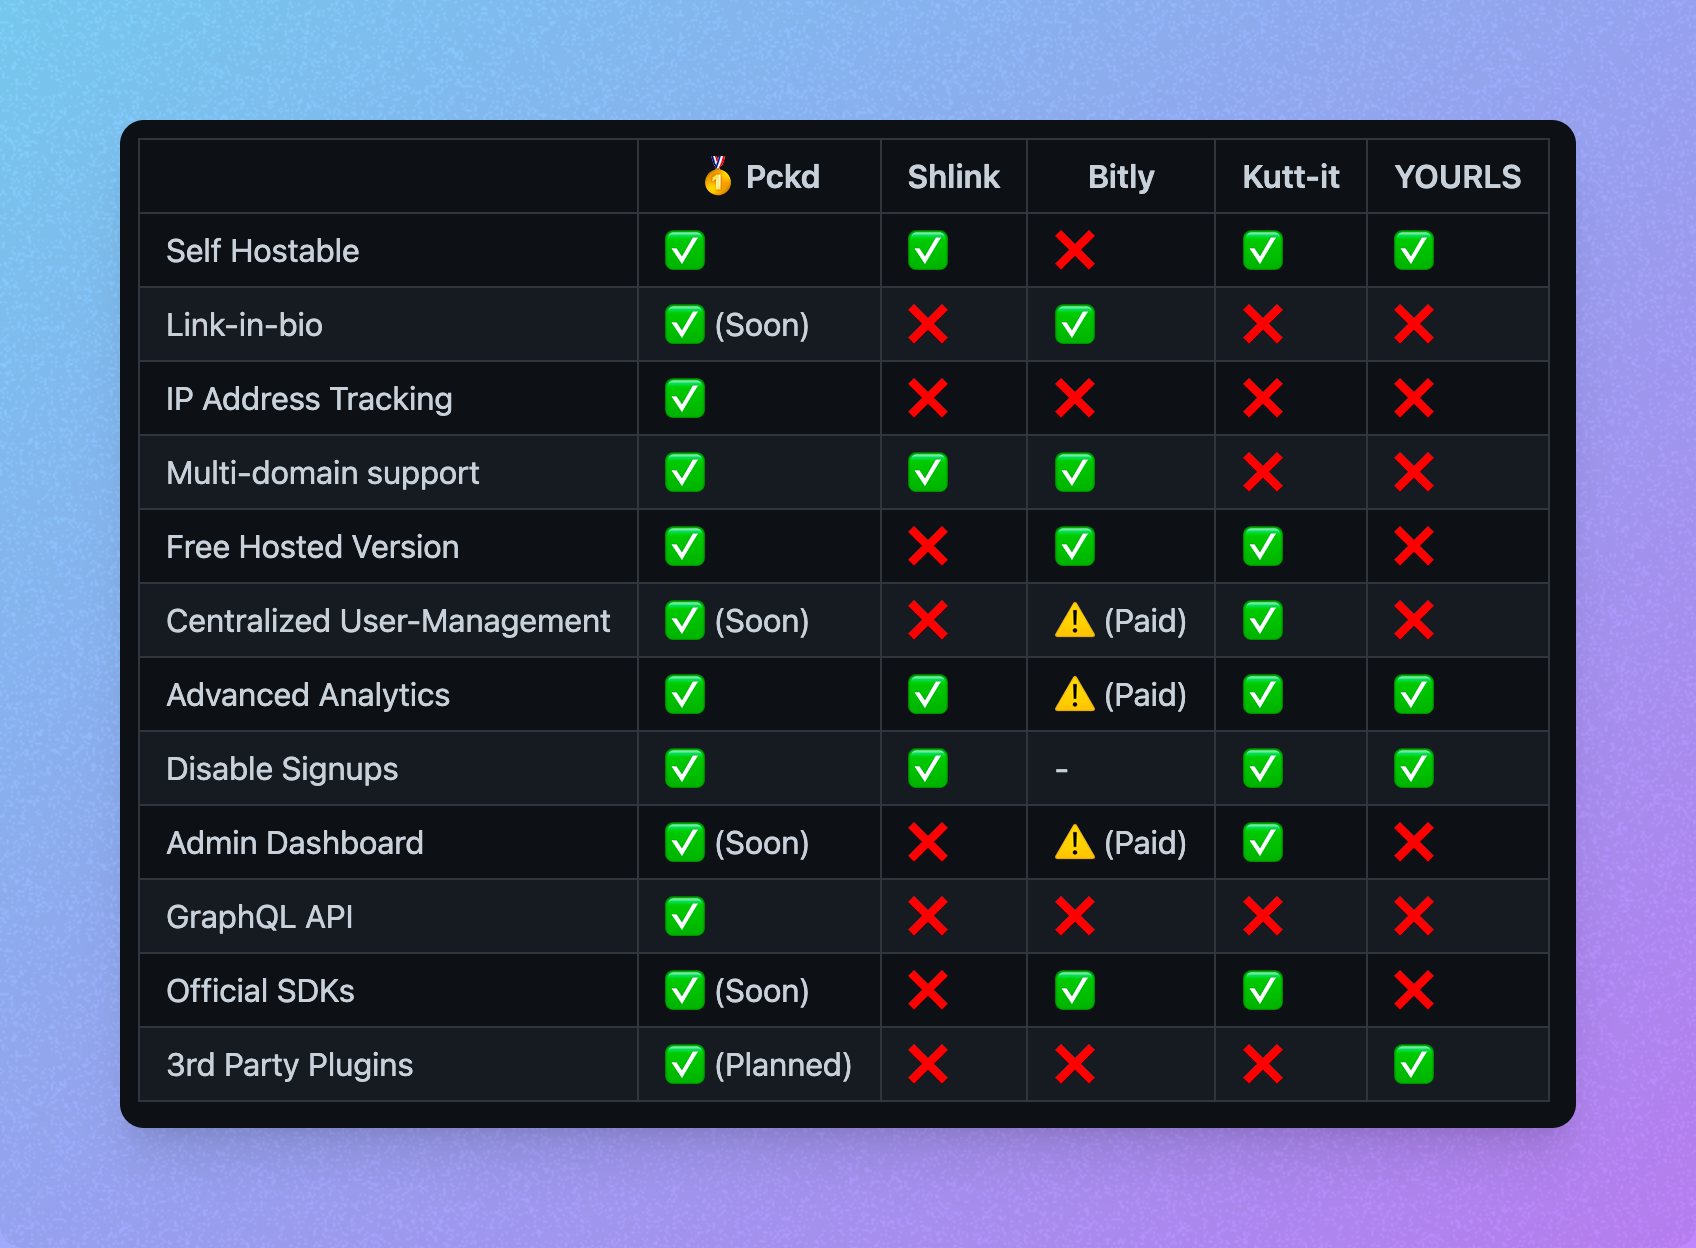 🥇 Pckd Shlink Bitly Kutt-it YOURLS
Self Hostable ✅ ✅ ❌ ✅ ✅
Link-in-bio ✅ (Soon) ❌ ✅ ❌ ❌
IP Address Tracking ✅ ❌ ❌ ❌ ❌
Multi-domain support ✅ ✅ ✅ ❌ ❌
Free Hosted Version ✅ ❌ ✅ ✅ ❌
Centralized User-Management ✅ (Soon) ❌ ⚠️ (Paid) ✅ ❌
Advanced Analytics ✅ ✅ ⚠️ (Paid) ✅ ✅
Disable Signups ✅ ✅ - ✅ ✅
Admin Dashboard ✅ (Soon) ❌ ⚠️ (Paid) ✅ ❌
GraphQL API ✅ ❌ ❌ ❌ ❌
Official SDKs ✅ (Soon) ❌ ✅ ✅ ❌
3rd Party Plugins ✅ (Planned) ❌ ❌ ❌ ✅